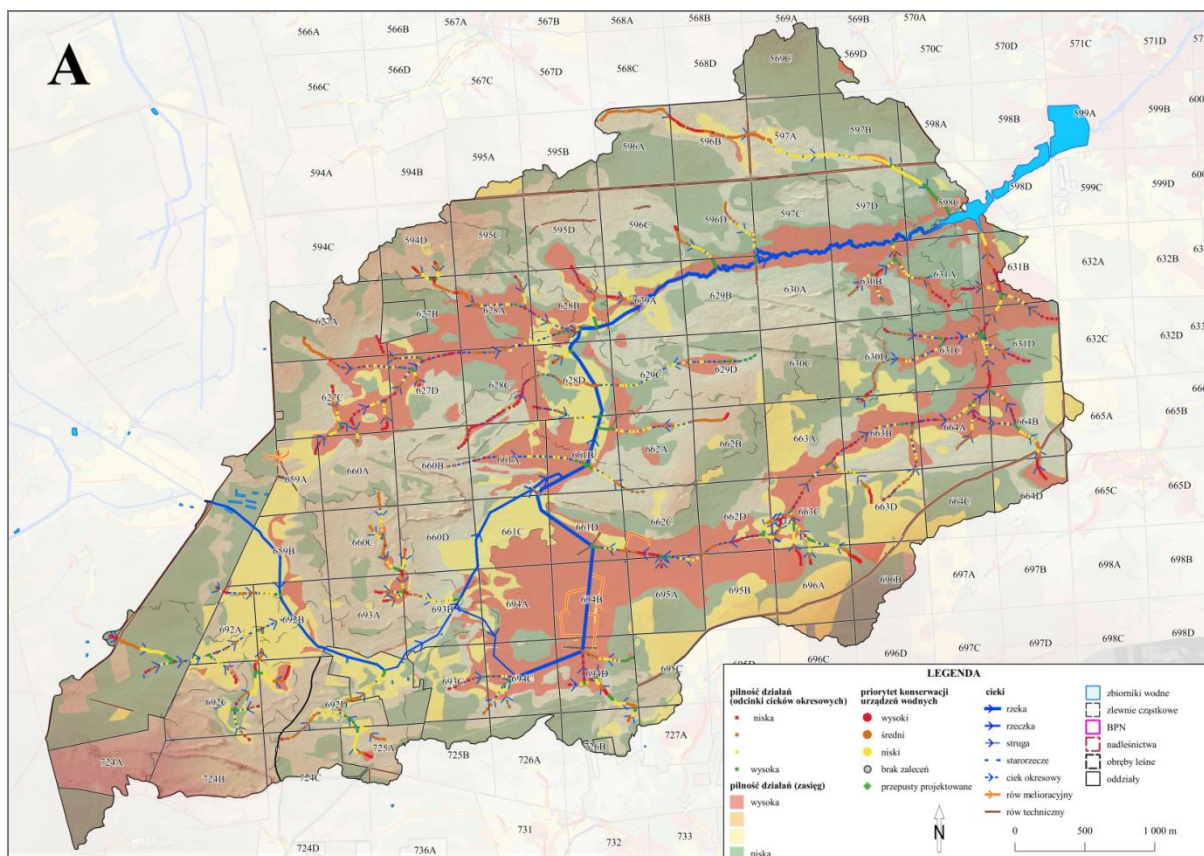 A
566A 566B 567A 567B 568A 568B 569A 569B 570A
566C 566D 567C 567D 568C 568D 569C 569D 570C 570D 571C 571D
594A 594B 595A 595B 596A 596B 597A 597B 598A 598B 599A 599B
594C 594D 595C 595D 596C 596D 597C 597D 598C 598D 599C 599D
627A 627B 628A 628B 629A 629B 630A 630B 631A 631B 632A 632B
627C 627D 628C 628D 629C 629D 630C 630D 631C 631D 632C 632D
659A 660A 660B 661A 661B 662A 662B 663A 663B 664A 664B 665A 665B
659B 660C 660D 661C 661D 662C 662D 663C 663D 664C 664D 665C 665D
692A 692B 693A 693B 694A 694B 695A 695B 696A 696B 697A 697B 698A 698B
692C 692D 693C 694C 694D 695C 695D 696C 696D 697C 697D 698C 698D
724A 724B 724C 725A 725B 726A 726B 727A
724D 736A 731 732 733
LEGENDA
pilność działań
(odcinki cieków okresowych)
niska
wysoka
pilność działań (zasięg)
wysoka
niska
priorytet konserwacji
urządzeń wodnych
wysoki
średni
niski
brak zaleceń
przepusty projektowane
cieki
rzeka
rzeczka
struga
starorzecze
ciek okresowy
rów melioracyjny
rów techniczny
zbiorniki wodne
zlewnie cząstkowe
BPN
nadleśnictwa
obręby leśne
oddziały
N
0 500 1 000 m